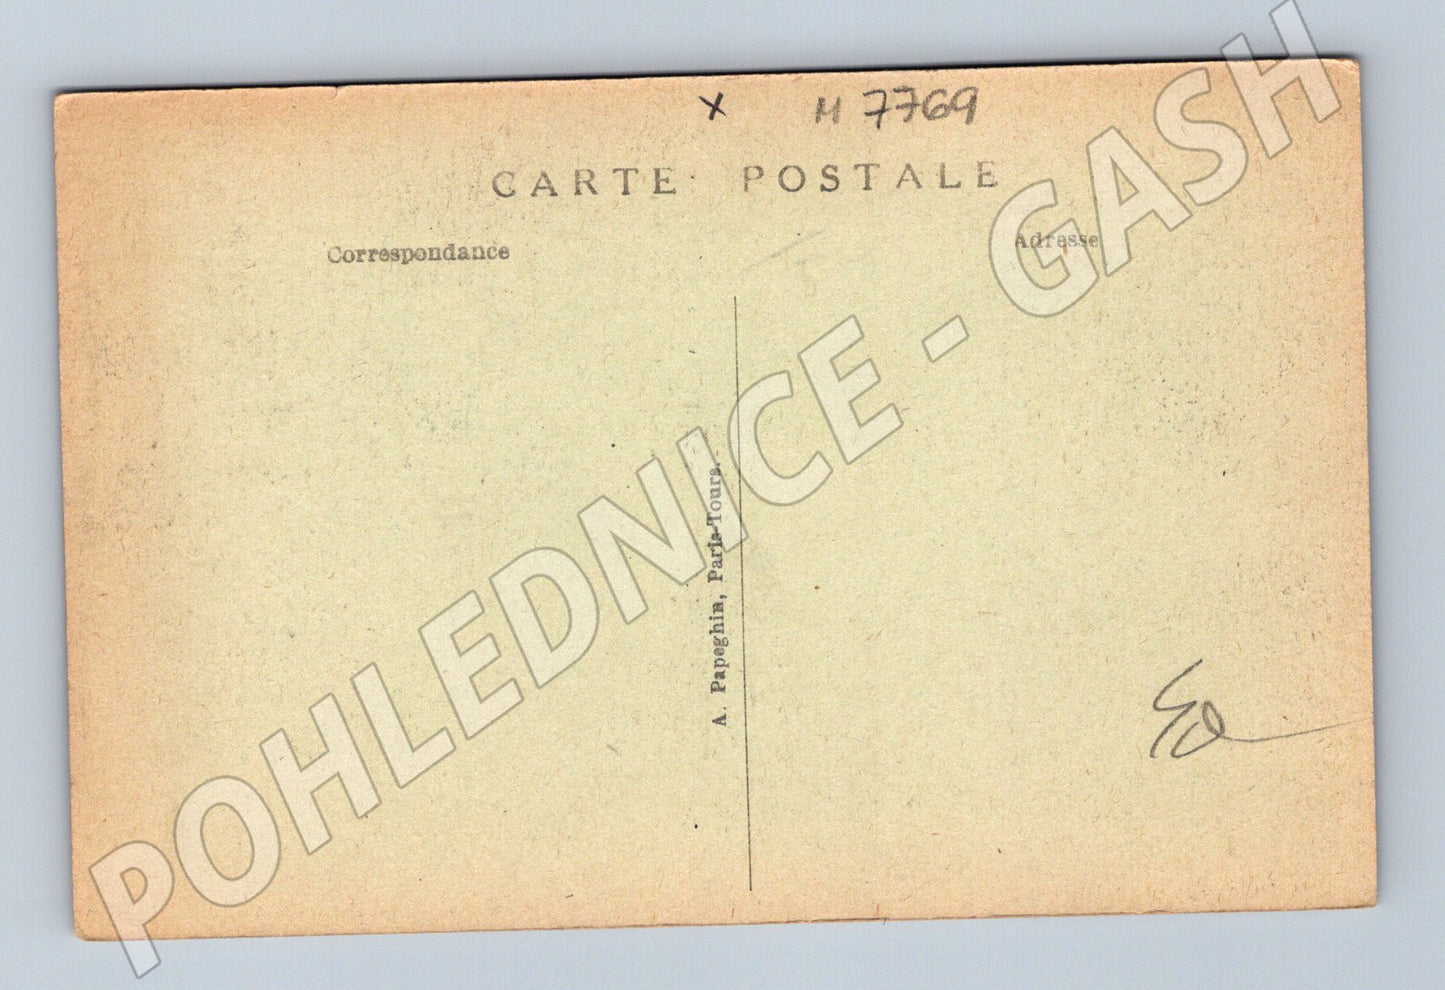 x M 7769
CARTE POSTALE
Correspondance
Adresse
A. Papeghin, Paris-Tours.
POHLEDNICE - GASH